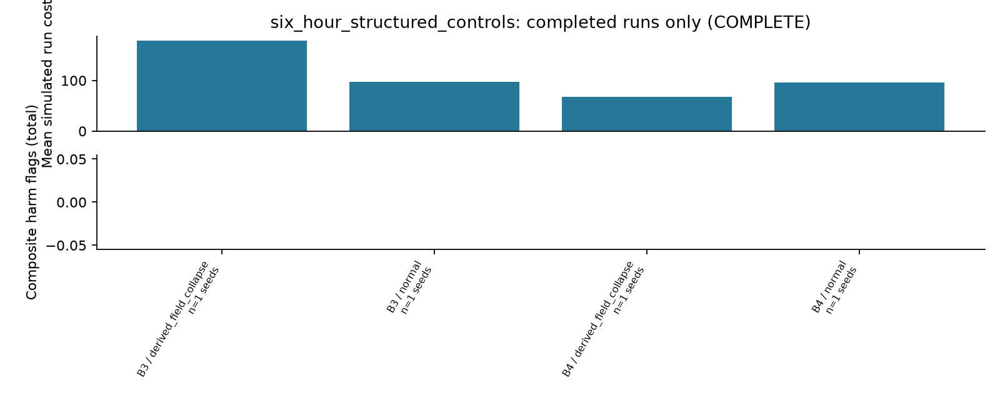 six_hour_structured_controls: completed runs only (COMPLETE)
Mean simulated run cost
100
0
Composite harm flags (total)
0.05
0.00
−0.05
B3 / derived_field_collapse
n=1 seeds
B3 / normal
n=1 seeds
B4 / derived_field_collapse
n=1 seeds
B4 / normal
n=1 seeds